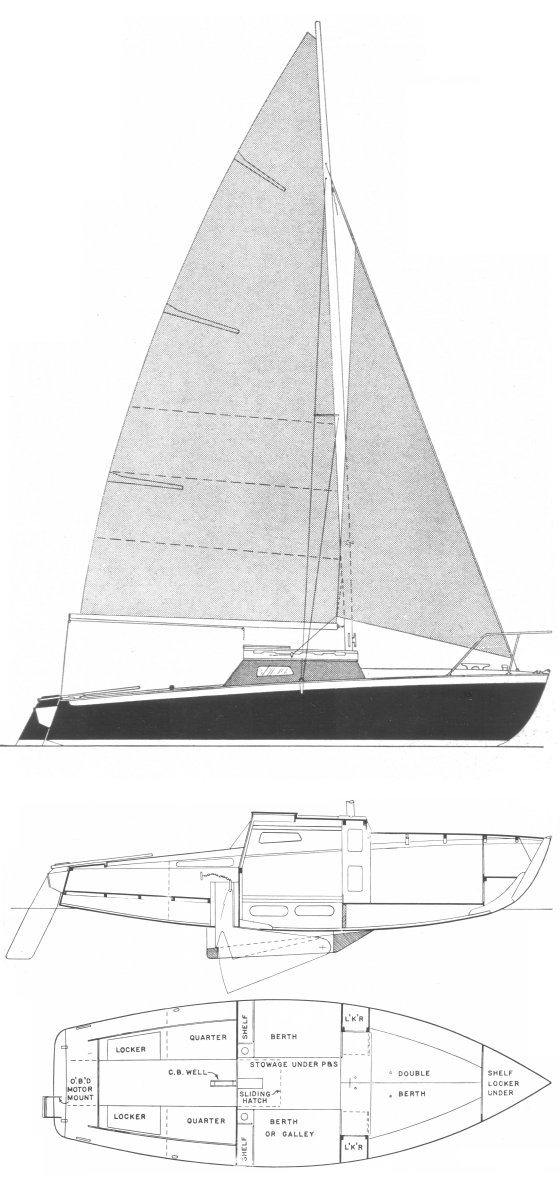 L'K'R
SHELF
QUARTER
BERTH
LOCKER
STOWAGE UNDER P&S
C.B. WELL
DOUBLE
BERTH
SHELF
LOCKER
UNDER
O.B'D
MOTOR
MOUNT
SLIDING
HATCH
LOCKER
QUARTER
BERTH
OR GALLEY
SHELF
L'K'R